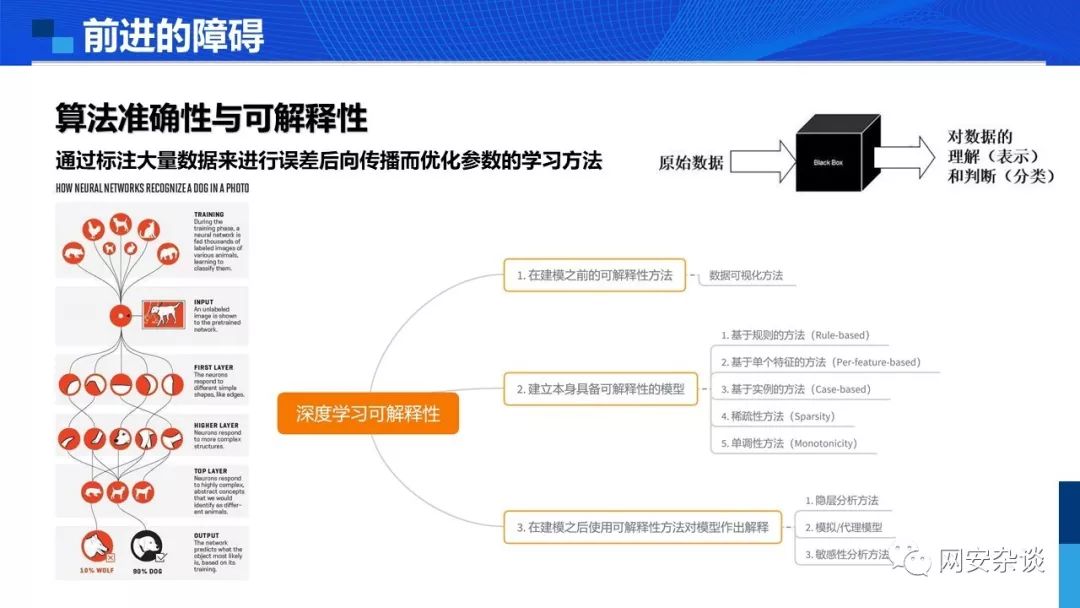 前进的障碍
算法准确性与可解释性
通过标注大量数据来进行误差后向传播而优化参数的学习方法
原始数据
Black Box
对数据的
理解（表示）
和判断（分类）
HOW NEURAL NETWORKS RECOGNIZE A DOG IN A PHOTO
TRAINING
During the
training phase, a
neural network is
fed thousands of
labeled images of
various animals,
learning to
classify them.
INPUT
An unlabeled
image is shown
to the pretrained
network.
FIRST LAYER
The neurons
respond to
different simple
shapes, like edges.
HIGHER LAYER
Neurons respond
to more complex
structures.
TOP LAYER
Neurons respond
to highly complex,
abstract concepts
that we would
identify as differ-
ent animals.
OUTPUT
The network
predicts what the
object most likely
is, based on its
training.
10% WOLF
90% DOG
深度学习可解释性
1. 在建模之前的可解释性方法
数据可视化方法
2. 建立本身具备可解释性的模型
1. 基于规则的方法（Rule-based）
2. 基于单个特征的方法（Per-feature-based）
3. 基于实例的方法（Case-based）
4. 稀疏性方法（Sparsity）
5. 单调性方法（Monotonicity）
3. 在建模之后使用可解释性方法对模型作出解释
1. 隐层分析方法
2. 模拟/代理模型
3. 敏感性分析方法
网安杂谈